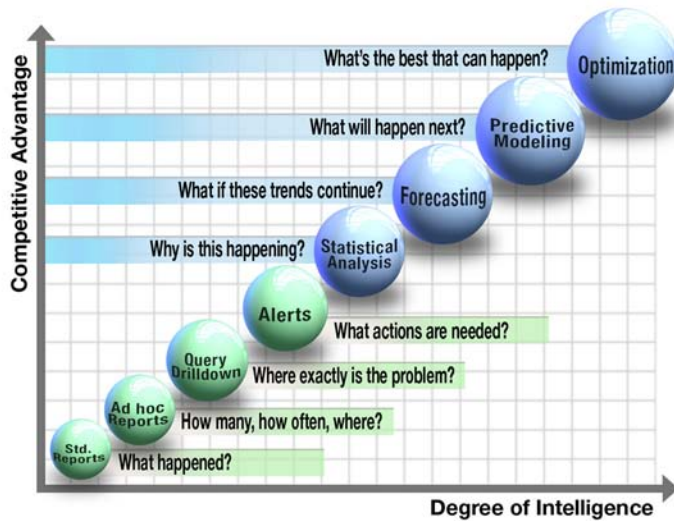 Competitive Advantage
What's the best that can happen?
Optimization
What will happen next?
Predictive
Modeling
What if these trends continue?
Forecasting
Why is this happening?
Statistical
Analysis
Alerts
What actions are needed?
Query
Drilldown
Where exactly is the problem?
Ad hoc
Reports
How many, how often, where?
Std.
Reports
What happened?
Degree of Intelligence